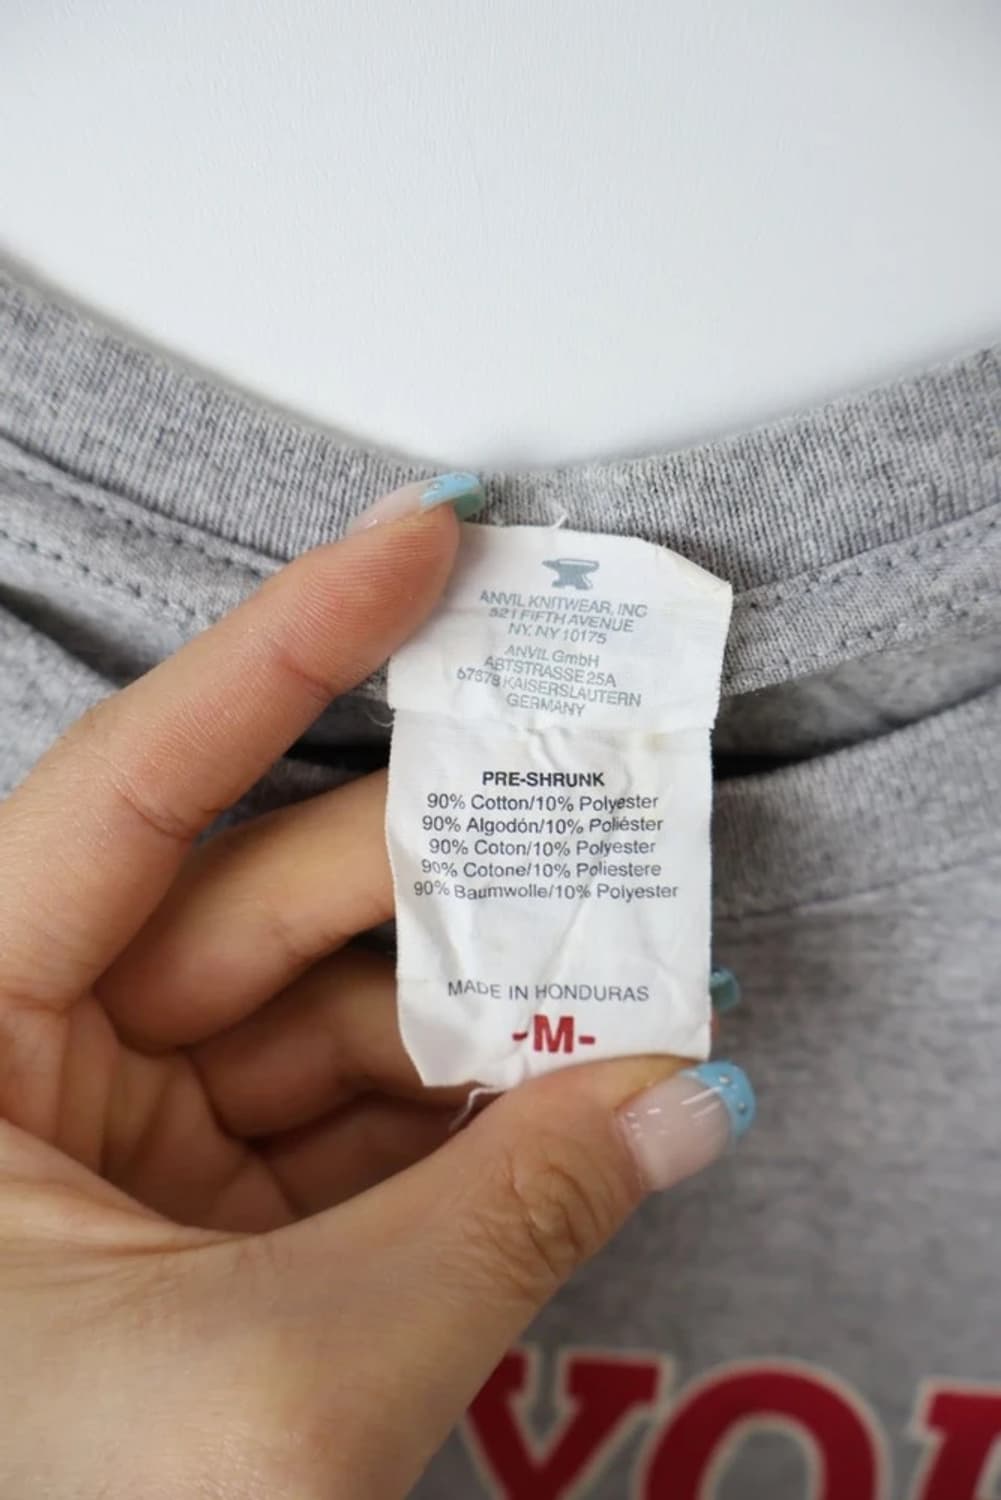 ANVIL KNITWEAR, INC
521 FIFTH AVENUE
NY. NY 10175
ANVIL GmbH
ABTSTRASSE 25A
67678 KAISERSLAUTERN
GERMANY
PRE-SHRUNK
90% Cotton/10% Polyester
90% Algodón/10% Poliéster
90% Coton/10% Polyester
90% Cotone/10% Poliestere
90% Baumwolle/10% Polyester
MADE IN HONDURAS
-M-
YO